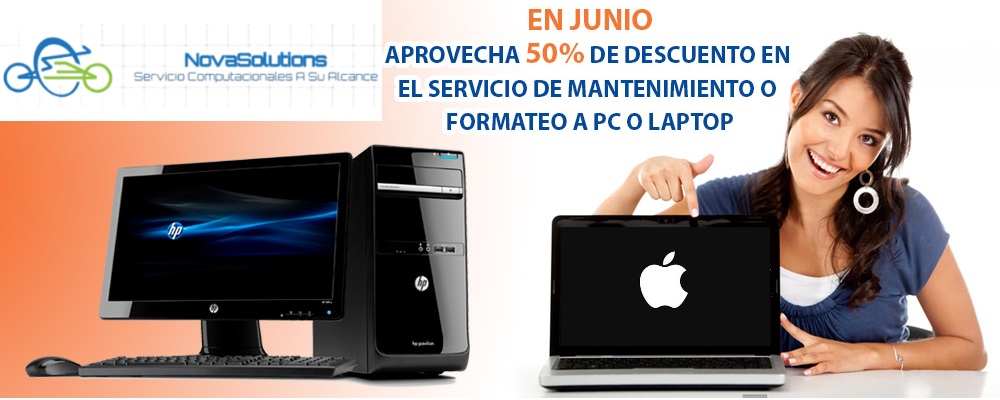 NovaSolutions
Servicio Computacionales A Su Alcance
EN JUNIO
APROVECHA 50% DE DESCUENTO EN
EL SERVICIO DE MANTENIMIENTO O
FORMATEO A PC O LAPTOP
hp
hp
hp
hp pavilion